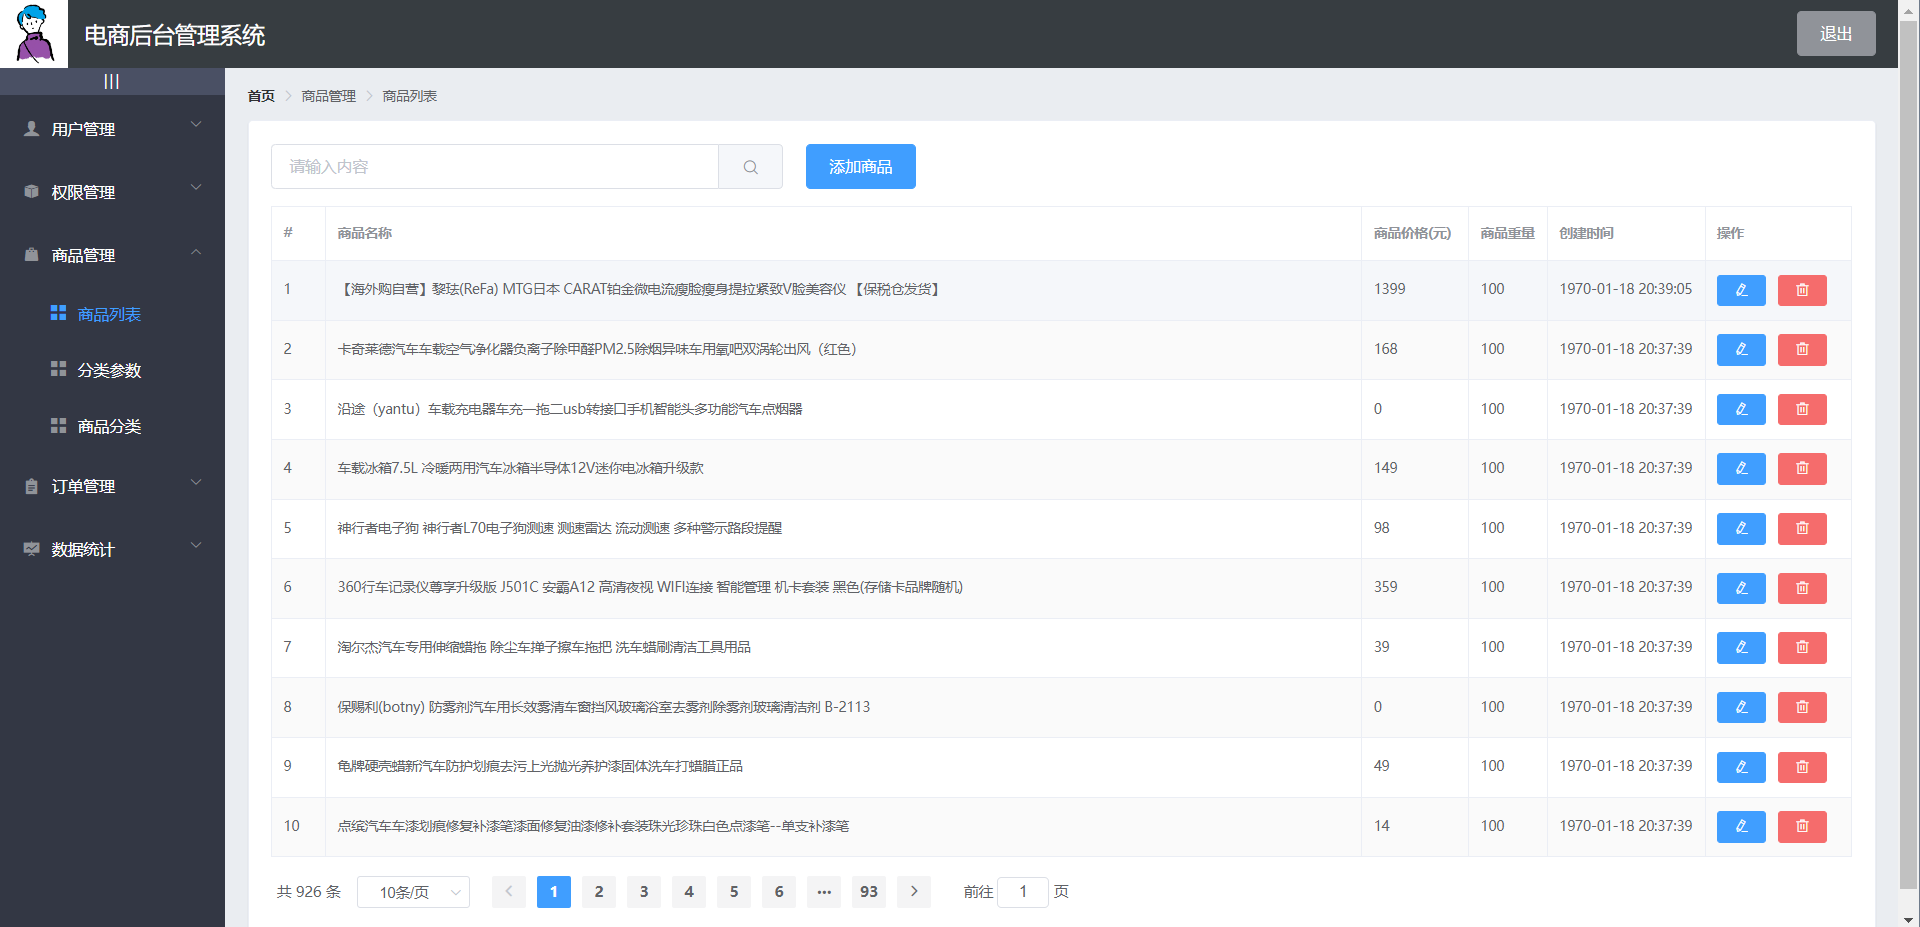 电商后台管理系统
退出
|||
用户管理
权限管理
商品管理
商品列表
分类参数
商品分类
订单管理
数据统计
首页 > 商品管理 > 商品列表
请输入内容
添加商品
# 商品名称 商品价格(元) 商品重量 创建时间 操作
1 【海外购自营】黎珐(ReFa) MTG日本 CARAT铂金微电流瘦脸瘦身提拉紧致V脸美容仪 【保税仓发货】 1399 100 1970-01-18 20:39:05
2 卡奇莱德汽车车载空气净化器负离子除甲醛PM2.5除烟异味车用氧吧双涡轮出风（红色） 168 100 1970-01-18 20:37:39
3 沿途（yantu）车载充电器车充一拖二usb转接口手机智能头多功能汽车点烟器 0 100 1970-01-18 20:37:39
4 车载冰箱7.5L 冷暖两用汽车冰箱半导体12V迷你电冰箱升级款 149 100 1970-01-18 20:37:39
5 神行者电子狗 神行者L70电子狗测速 测速雷达 流动测速 多种警示路段提醒 98 100 1970-01-18 20:37:39
6 360行车记录仪尊享升级版 J501C 安霸A12 高清夜视 WIFI连接 智能管理 机卡套装 黑色(存储卡品牌随机) 359 100 1970-01-18 20:37:39
7 淘尔杰汽车专用伸缩蜡拖 除尘车掸子擦车拖把 洗车蜡刷清洁工具用品 39 100 1970-01-18 20:37:39
8 保赐利(botny) 防雾剂汽车用长效雾清车窗挡风玻璃浴室去雾剂除雾剂玻璃清洁剂 B-2113 0 100 1970-01-18 20:37:39
9 龟牌硬壳蜡新汽车防护划痕去污上光抛光养护漆固体洗车打蜡腊正品 49 100 1970-01-18 20:37:39
10 点缤汽车车漆划痕修复补漆笔漆面修复油漆修补套装珠光珍珠白色点漆笔--单支补漆笔 14 100 1970-01-18 20:37:39
共 926 条 10条/页 < 1 2 3 4 5 6 ••• 93 > 前往 1 页